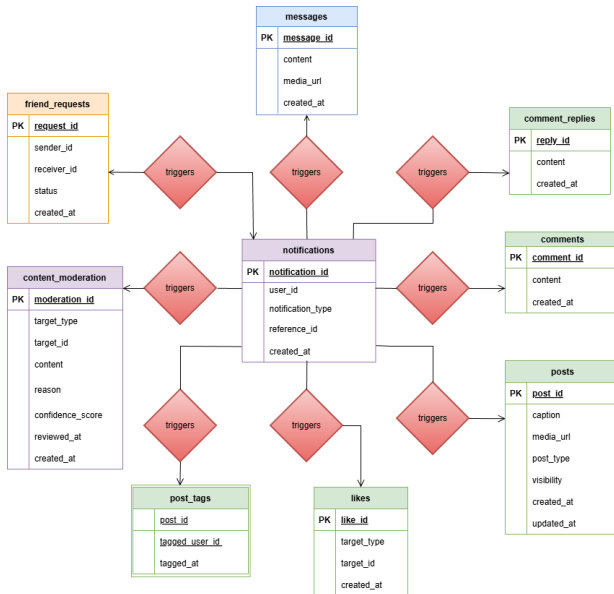 messages
PK message_id
content
media_url
created_at
friend_requests
PK request_id
sender_id
receiver_id
status
created_at
triggers
triggers
triggers
comment_replies
PK reply_id
content
created_at
notifications
PK notification_id
user_id
notification_type
reference_id
created_at
content_moderation
PK moderation_id
target_type
target_id
content
reason
confidence_score
reviewed_at
created_at
triggers
triggers
comments
PK comment_id
content
created_at
triggers
triggers
triggers
posts
PK post_id
caption
media_url
post_type
visibility
created_at
updated_at
post_tags
post_id
tagged_user_id
tagged_at
likes
PK like_id
target_type
target_id
created_at